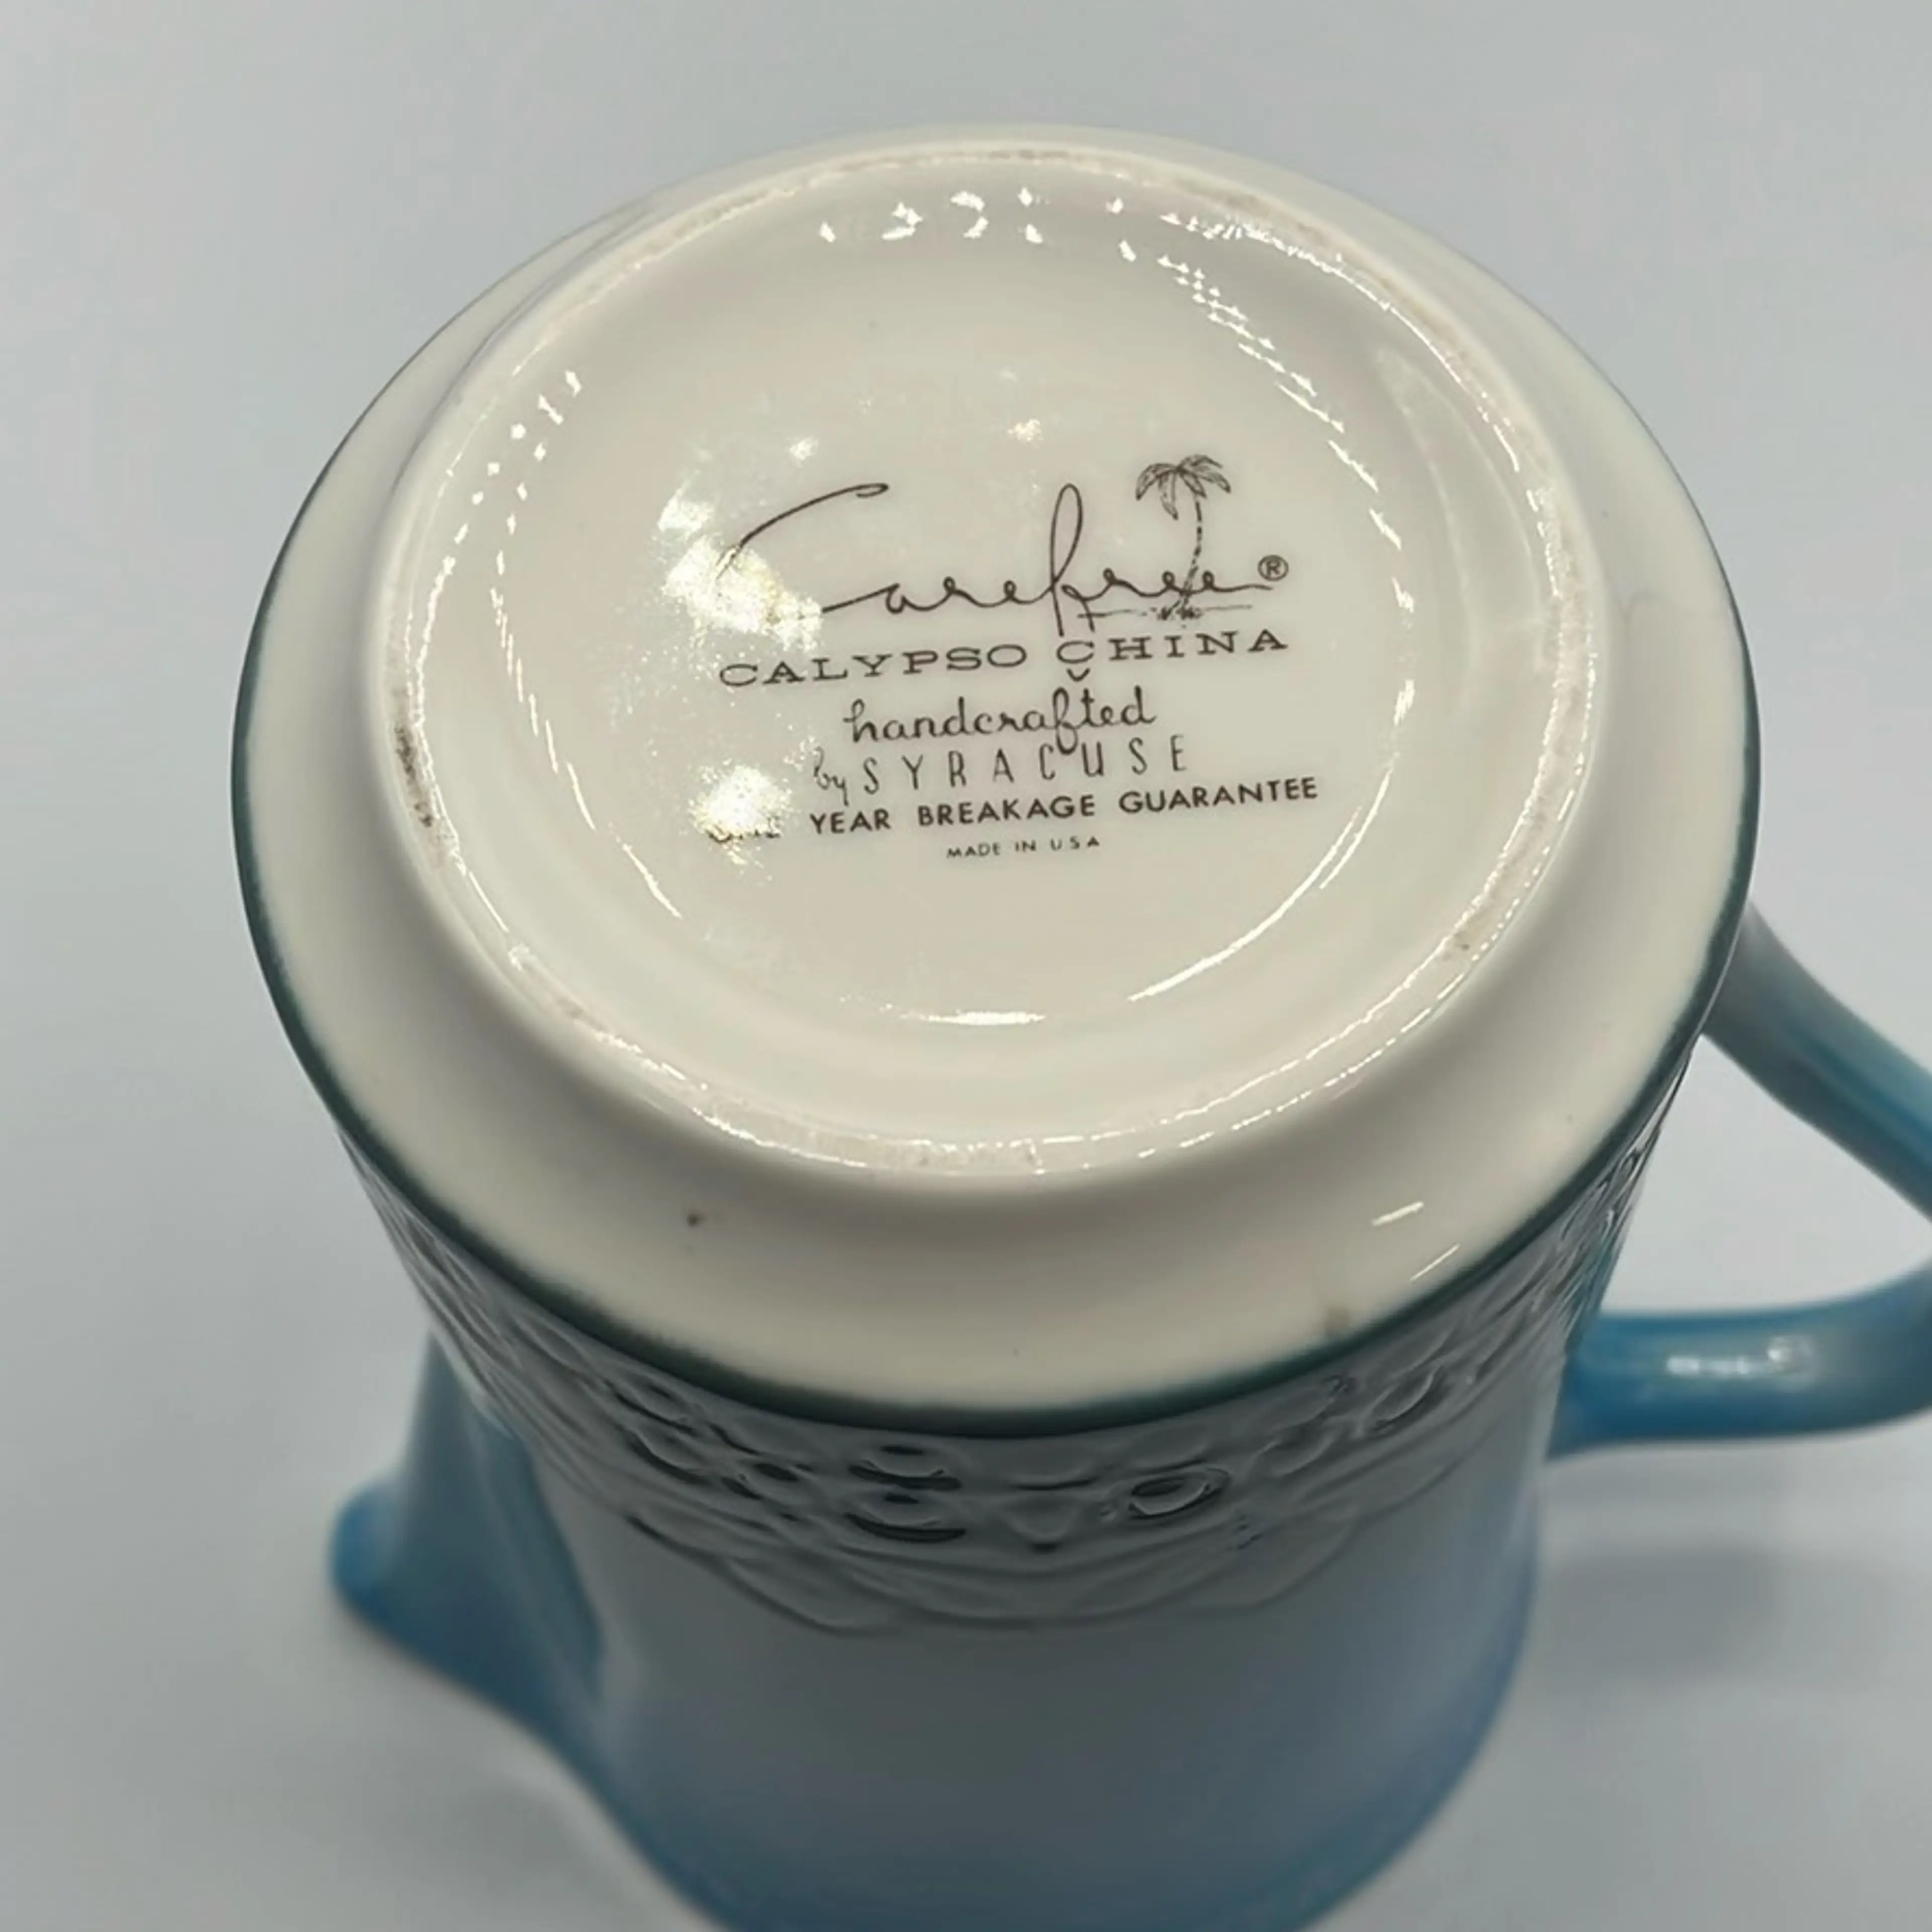 Carefree®
CALYPSO CHINA
handcrafted
by SYRACUSE
YEAR BREAKAGE GUARANTEE
MADE IN USA